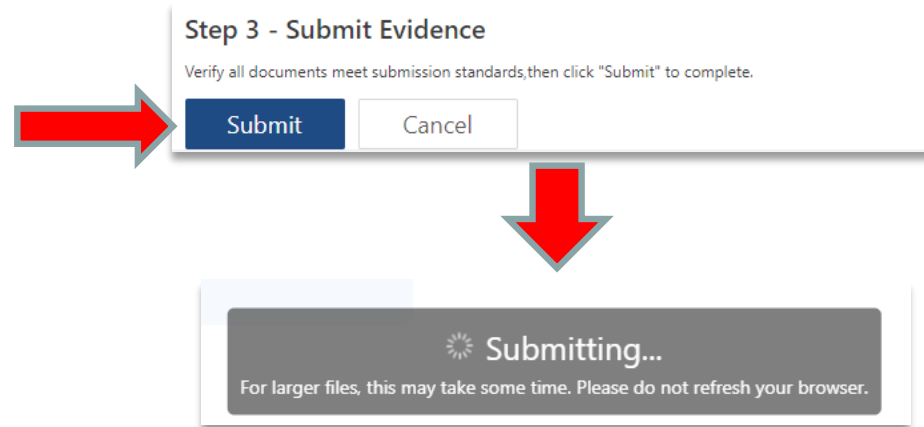 Step 3 - Submit Evidence
Verify all documents meet submission standards,then click "Submit" to complete.
Submit Cancel
Submitting...
For larger files, this may take some time. Please do not refresh your browser.